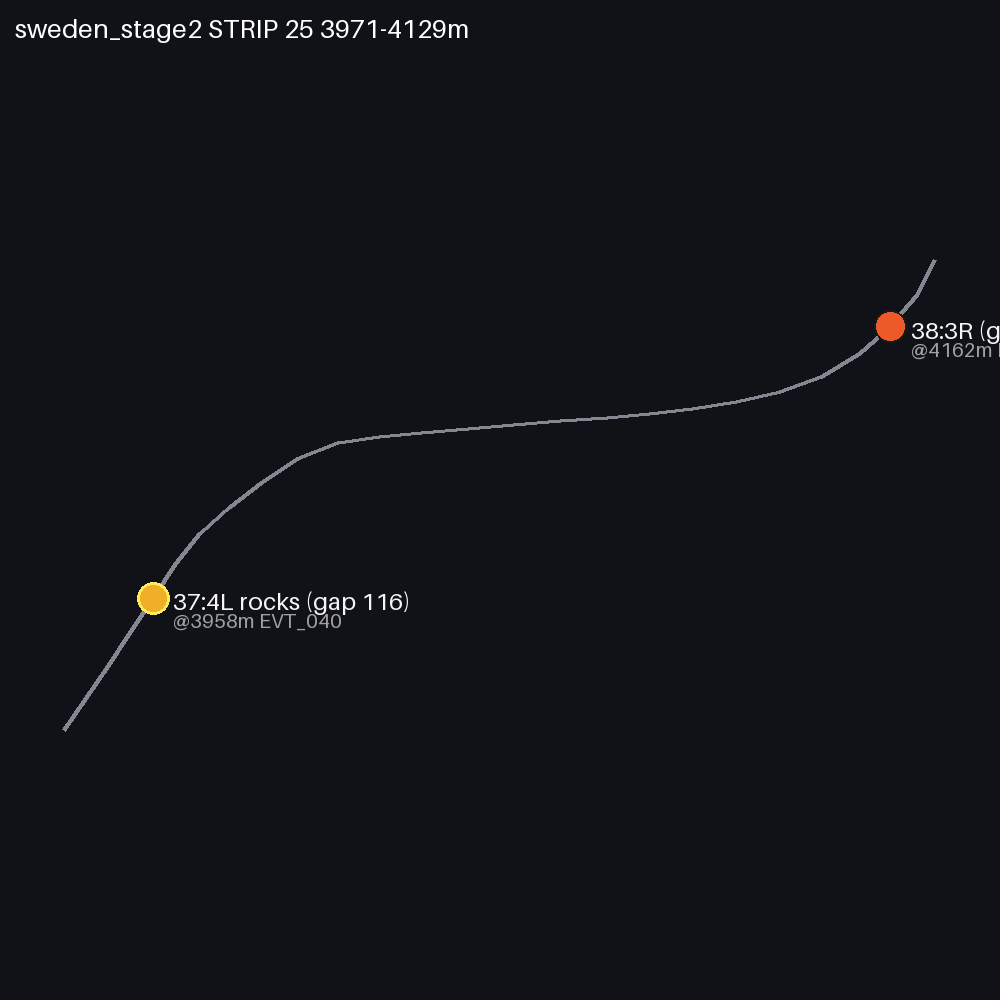 sweden_stage2 STRIP 25 3971-4129m
38:3R (g
@4162m
37:4L rocks (gap 116)
@3958m EVT_040